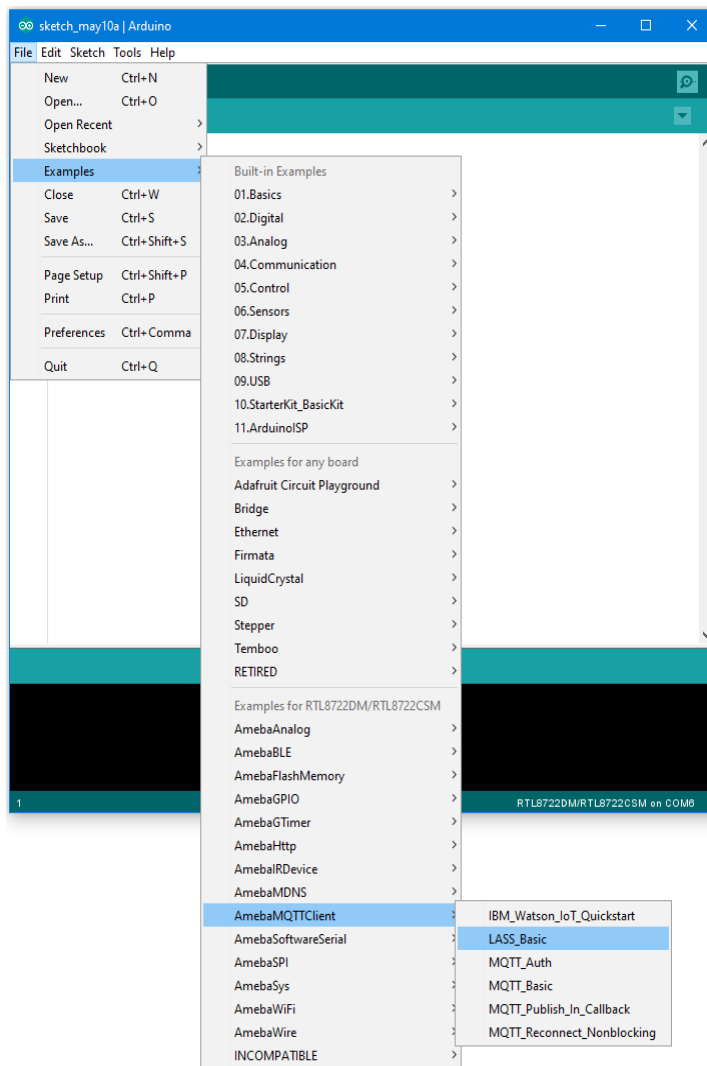 sketch_may10a | Arduino
File Edit Sketch Tools Help
New Ctrl+N
Open... Ctrl+O
Open Recent
Sketchbook
Examples
Close Ctrl+W
Save Ctrl+S
Save As... Ctrl+Shift+S
Page Setup Ctrl+Shift+P
Print Ctrl+P
Preferences Ctrl+Comma
Quit Ctrl+Q
Built-in Examples
01.Basics
02.Digital
03.Analog
04.Communication
05.Control
06.Sensors
07.Display
08.Strings
09.USB
10.StarterKit_BasicKit
11.ArduinoISP
Examples for any board
Adafruit Circuit Playground
Bridge
Ethernet
Firmata
LiquidCrystal
SD
Stepper
Temboo
RETIRED
Examples for RTL8722DM/RTL8722CSM
AmebaAnalog
AmebaBLE
AmebaFlashMemory
AmebaGPIO
AmebaGTimer
AmebaHttp
AmebaIRDevice
AmebaMDNS
AmebaMQTTClient
AmebaSoftwareSerial
AmebaSPI
AmebaSys
AmebaWiFi
AmebaWire
INCOMPATIBLE
IBM_Watson_IoT_Quickstart
LASS_Basic
MQTT_Auth
MQTT_Basic
MQTT_Publish_In_Callback
MQTT_Reconnect_Nonblocking
1 RTL8722DM/RTL8722CSM on COM6